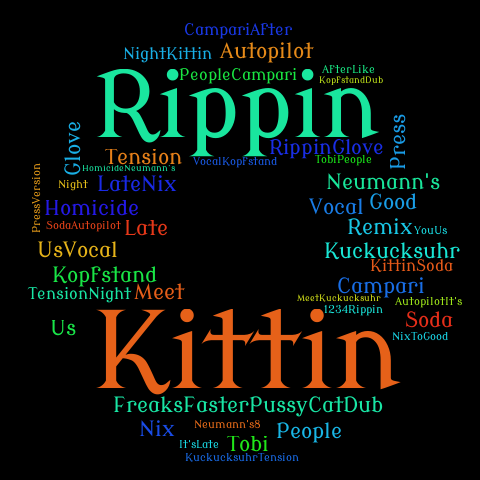 CampariAfter
NightKittin Autopilot
PeopleCampari AfterLike
KopfstandDub
Rippin
Glove RippinGlove Press
Tension VocalKopfstand TobiPeople
HomicideNeumann's
Night LateNix Neumann's
PressVersion Homicide Vocal Good
SodaAutopilot Late Remix YouUs
UsVocal Kuckucksuhr
KittinSoda
Kopfstand Campari
TensionNight Meet MeetKuckucksuhr AutopilotIt's
1234Rippin
Us Kittin Soda
NixToGood
FreaksFasterPussyCatDub
Nix Neumann's8 People
It'sLate Tobi
KuckucksuhrTension